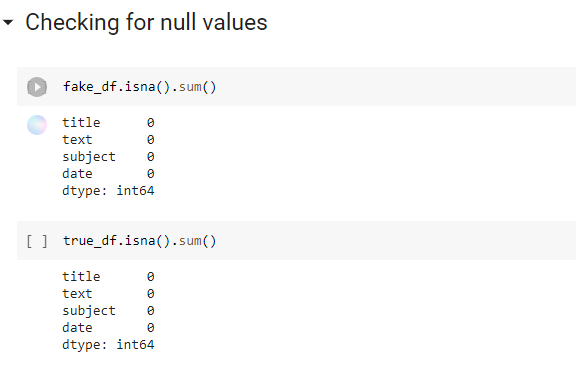 Checking for null values
fake_df.isna().sum()
title      0
text       0
subject    0
date       0
dtype: int64
[ ] true_df.isna().sum()
title      0
text       0
subject    0
date       0
dtype: int64